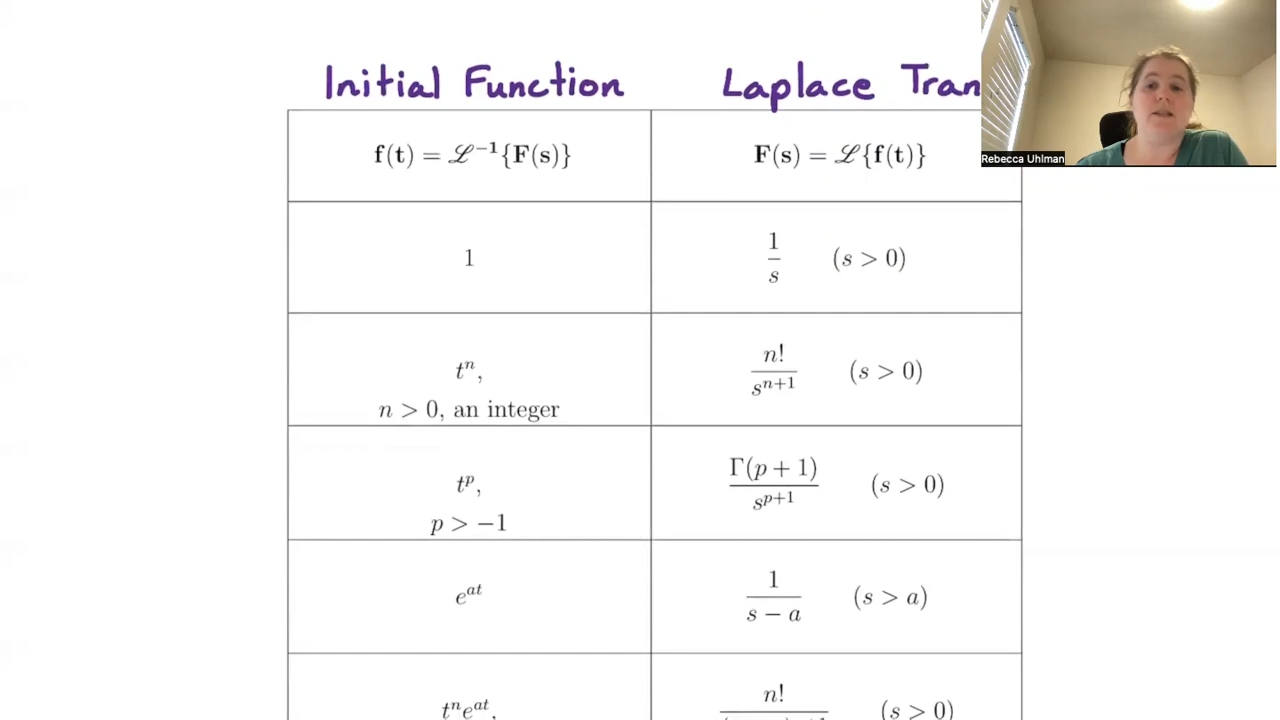 Initial Function Laplace Tran
Rebecca Uhlman
f(t) = ℒ⁻¹{F(s)} F(s) = ℒ{f(t)}
1 1/s (s > 0)
tⁿ, n!/sⁿ⁺¹ (s > 0)
n > 0, an integer
tᵖ, Γ(p + 1)/sᵖ⁺¹ (s > 0)
p > −1
eᵃᵗ 1/(s − a) (s > a)
tⁿeᵃᵗ, n! (s > 0)